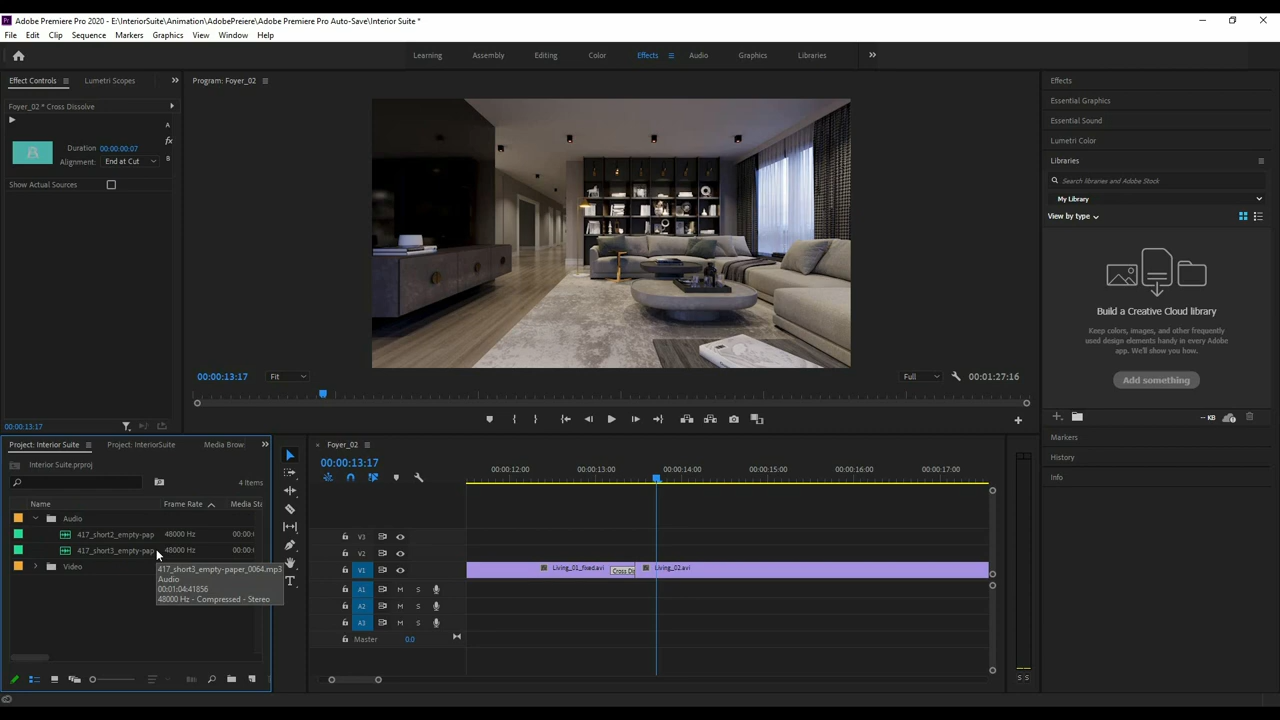 Adobe Premiere Pro 2020 - E:\InteriorSuite\Animation\AdobePreiere\Adobe Premiere Pro Auto-Save\Interior Suite *
File Edit Clip Sequence Markers Graphics View Window Help
Learning Assembly Editing Color Effects Audio Graphics Libraries
Effect Controls Lumetri Scopes
Program: Foyer_02
Effects
Foyer_02 * Cross Dissolve
A
Essential Graphics
Essential Sound
fx
Lumetri Color
Duration 00:00:00:07
B
Alignment: End at Cut
Libraries
Show Actual Sources
Search libraries and Adobe Stock
My Library
View by type
Build a Creative Cloud library
Keep colors, images, and other frequently
used design elements handy in every Adobe
app. We'll show you how.
Add something
00:00:13:17 Fit Full 00:01:27:16
-- KB
00:00:13:17
Markers
History
Info
Project: Interior Suite Project: InteriorSuite Media Brow
Foyer_02
Interior Suite.prproj
00:00:13:17
00:00:12:00 00:00:13:00 00:00:14:00 00:00:15:00 00:00:16:00 00:00:17:00
4 Items
Name Frame Rate Media Sta
Audio
417_short2_empty-pap 48000 Hz 00:00:0
417_short3_empty-pap 48000 Hz 00:00:0
Video
417_short3_empty-paper_0064.mp3
Audio
00:01:04:41856
48000 Hz - Compressed - Stereo
V3
V2
V1 Living_01_fixed.avi Cross Dis Living_02.avi
A1 M S
A2 M S
A3 M S
Master 0.0
S S